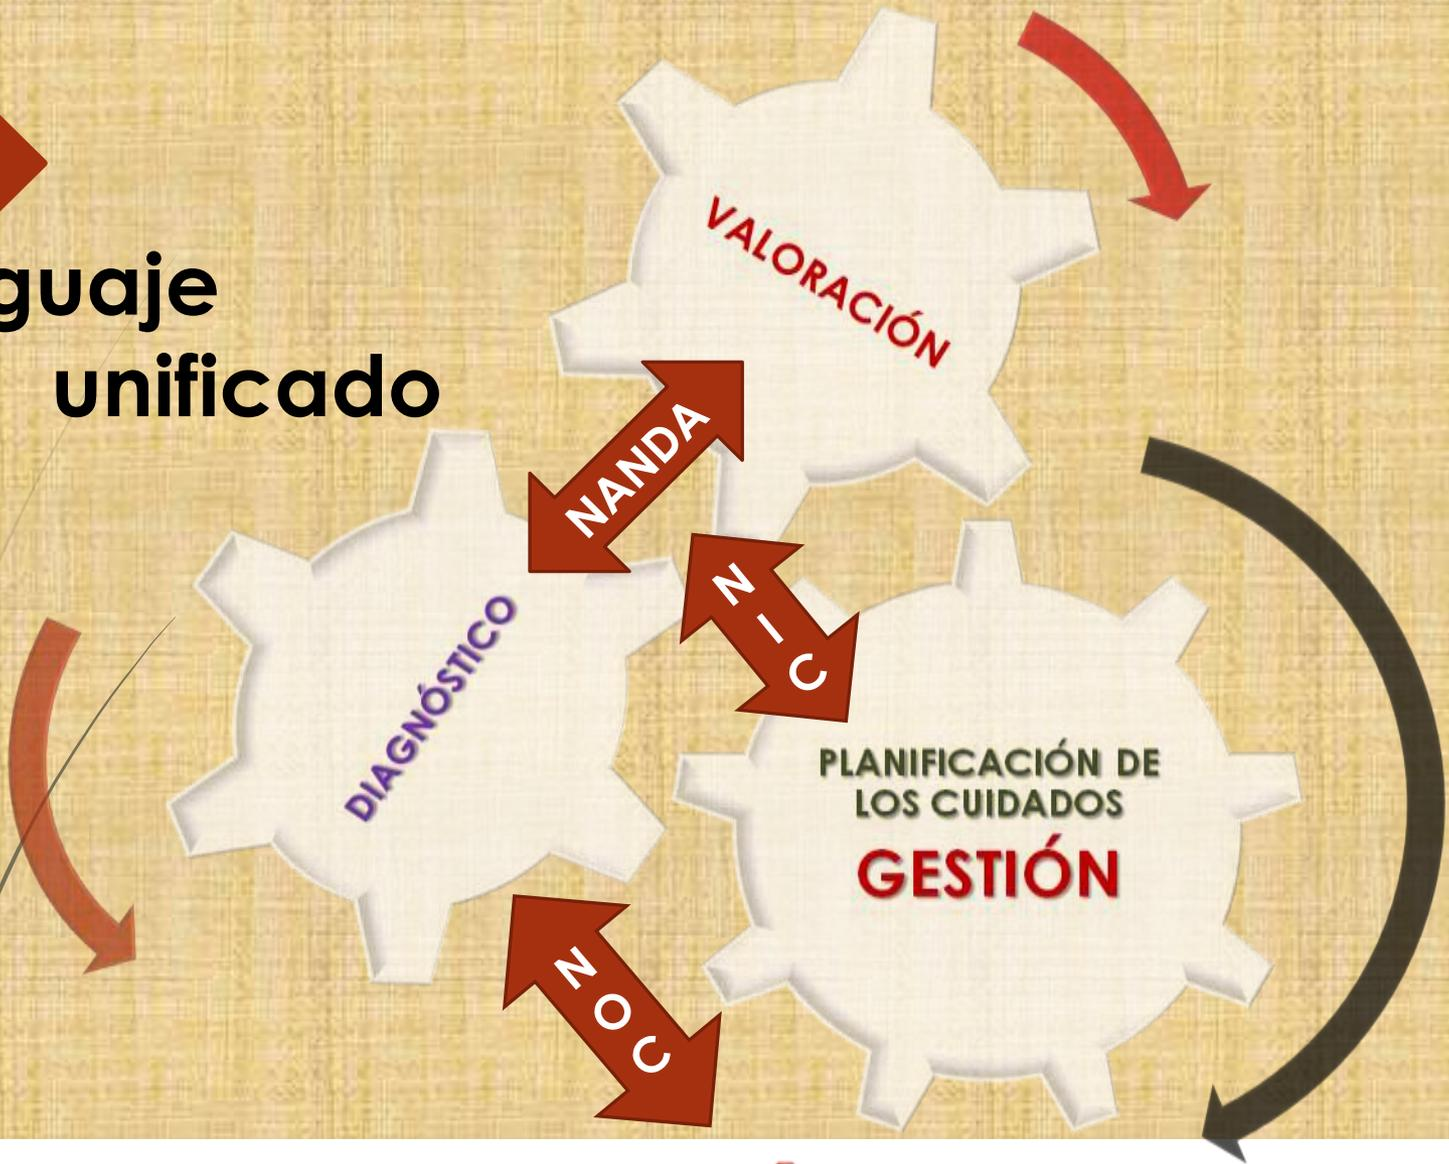 guaje
unificado
VALORACIÓN
NANDA
NIC
DIAGNÓSTICO
PLANIFICACIÓN DE
LOS CUIDADOS
GESTIÓN
NOC